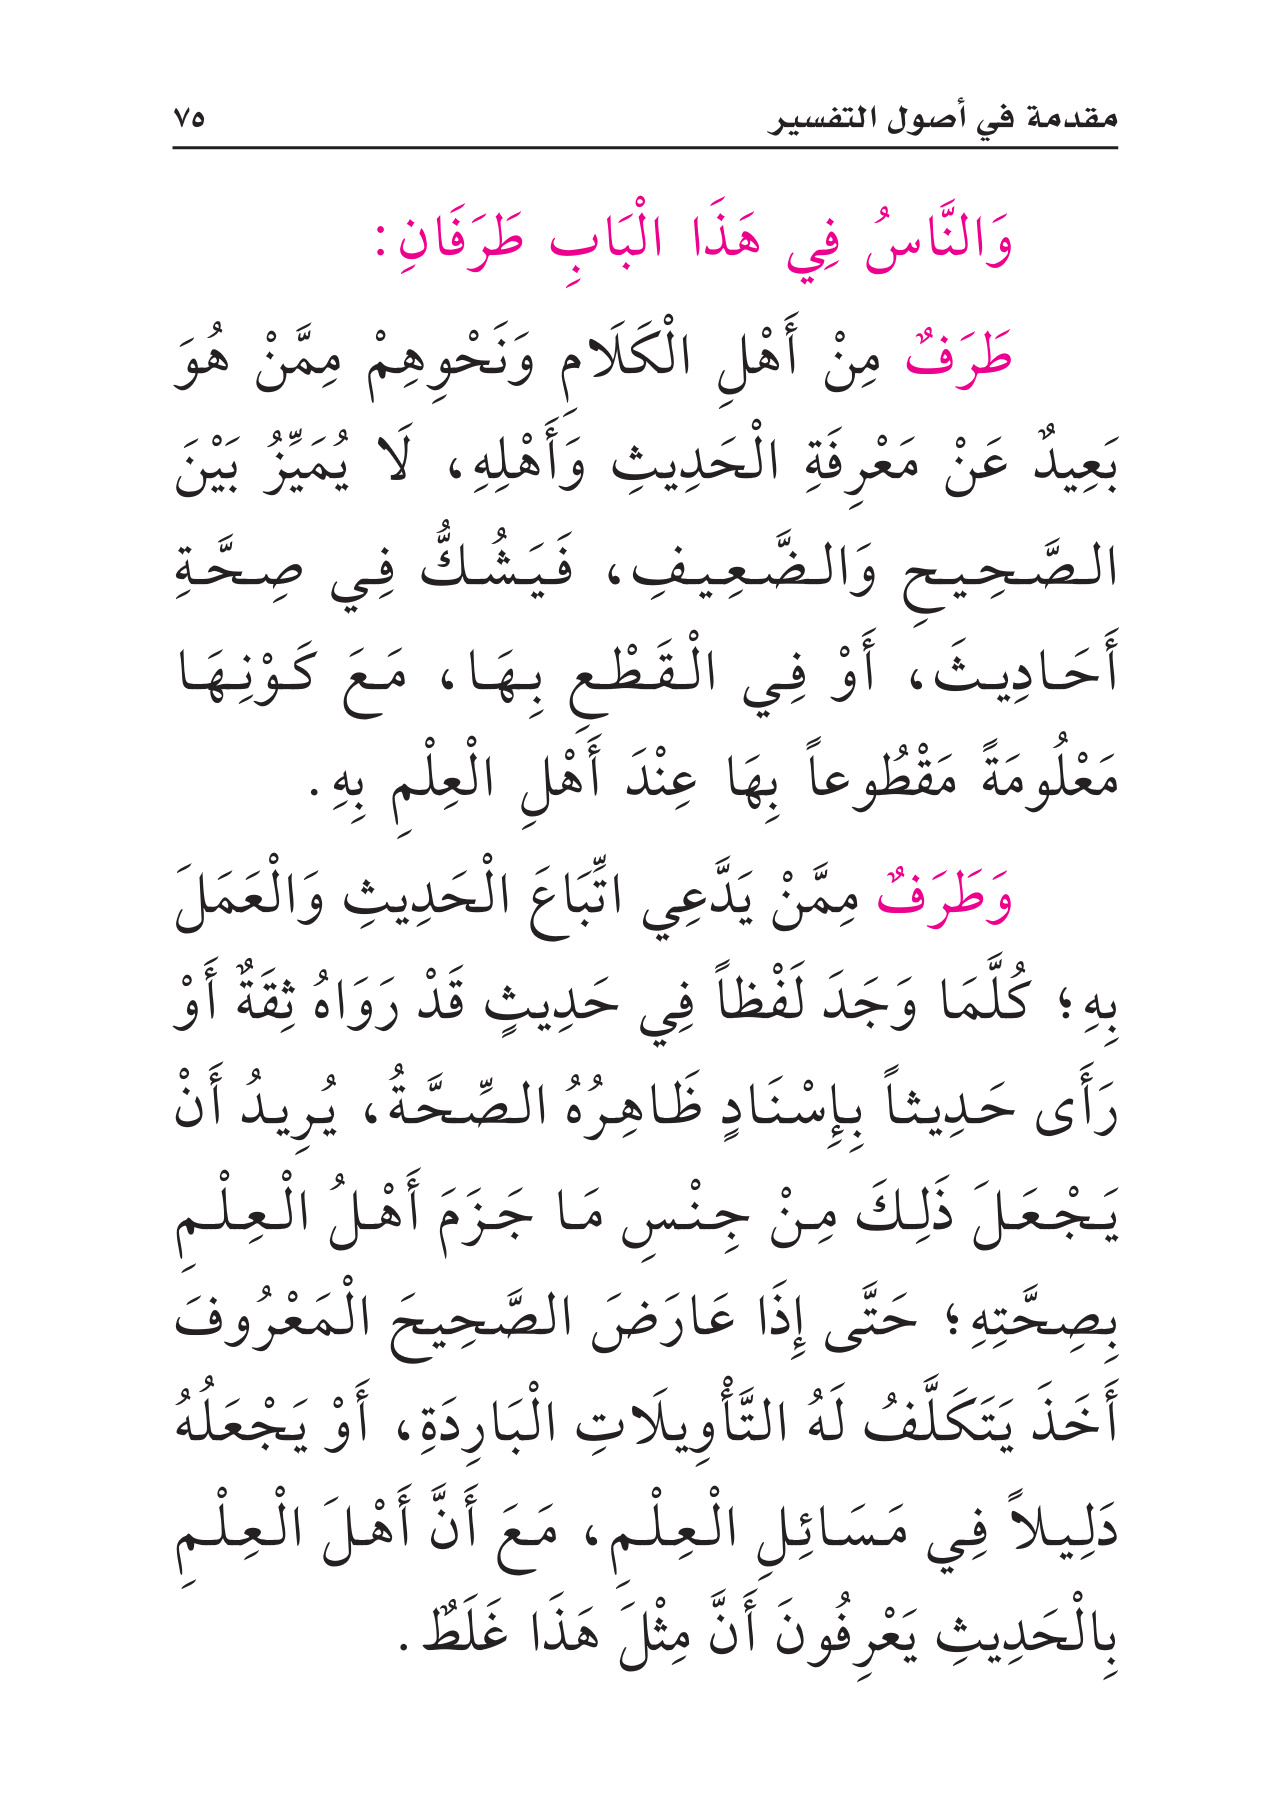 مقدمة في أصول التفسير ٧٥
وَالنَّاسُ فِي هَذَا الْبَابِ طَرَفَانِ:
طَرَفٌ مِنْ أَهْلِ الْكَلَامِ وَنَحْوِهِمْ مِمَّنْ هُوَ
بَعِيدٌ عَنْ مَعْرِفَةِ الْحَدِيثِ وَأَهْلِهِ، لَا يُمَيِّزُ بَيْنَ
الصَّحِيحِ وَالضَّعِيفِ، فَيَشُكُّ فِي صِحَّةِ
أَحَادِيثَ، أَوْ فِي الْقَطْعِ بِهَا، مَعَ كَوْنِهَا
مَعْلُومَةً مَقْطُوعاً بِهَا عِنْدَ أَهْلِ الْعِلْمِ بِهِ.
وَطَرَفٌ مِمَّنْ يَدَّعِي اتِّبَاعَ الْحَدِيثِ وَالْعَمَلَ
بِهِ؛ كُلَّمَا وَجَدَ لَفْظاً فِي حَدِيثٍ قَدْ رَوَاهُ ثِقَةٌ أَوْ
رَأَى حَدِيثاً بِإِسْنَادٍ ظَاهِرُهُ الصِّحَّةُ، يُرِيدُ أَنْ
يَجْعَلَ ذَلِكَ مِنْ جِنْسِ مَا جَزَمَ أَهْلُ الْعِلْمِ
بِصِحَّتِهِ؛ حَتَّى إِذَا عَارَضَ الصَّحِيحَ الْمَعْرُوفَ
أَخَذَ يَتَكَلَّفُ لَهُ التَّأْوِيلَاتِ الْبَارِدَةِ، أَوْ يَجْعَلُهُ
دَلِيلاً فِي مَسَائِلِ الْعِلْمِ، مَعَ أَنَّ أَهْلَ الْعِلْمِ
بِالْحَدِيثِ يَعْرِفُونَ أَنَّ مِثْلَ هَذَا غَلَطٌ.